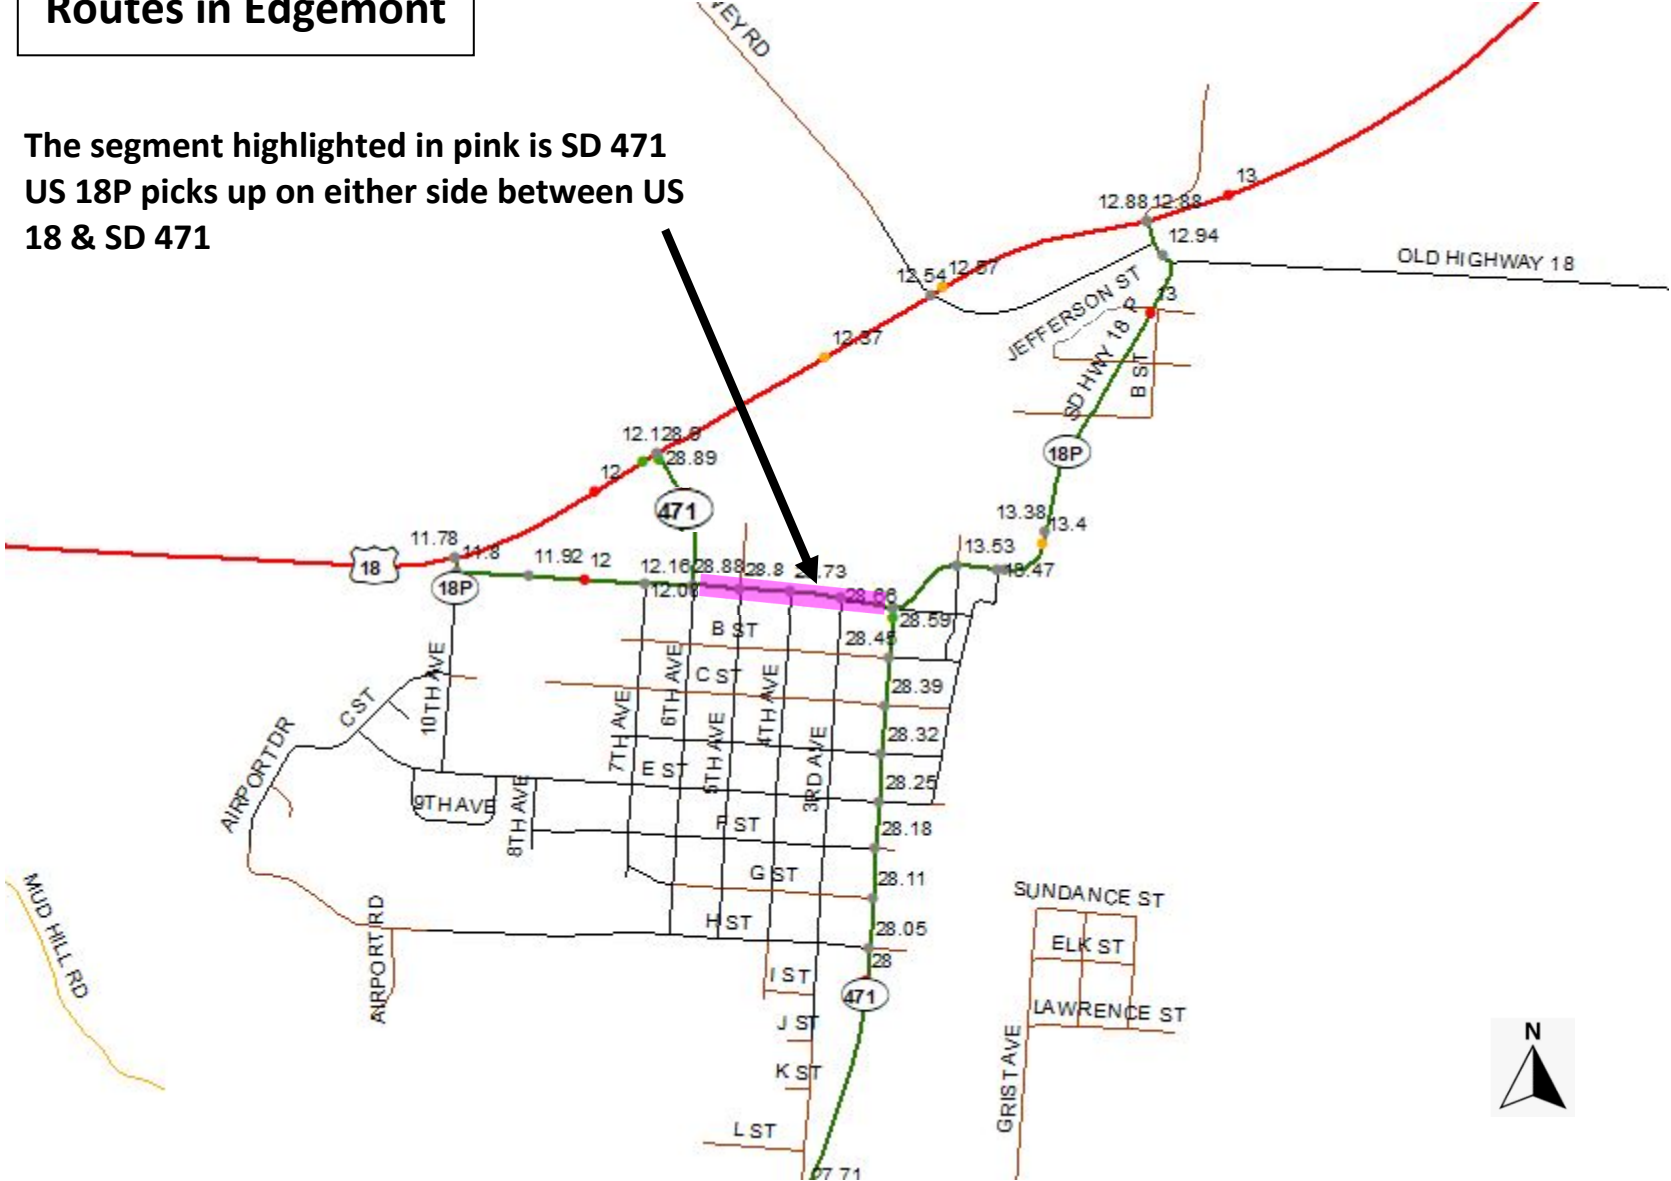 Routes in Edgemont
The segment highlighted in pink is SD 471
US 18P picks up on either side between US
18 & SD 471
13
12.88
12.88
12.94
OLD HIGHWAY 18
12.54
12.57
JEFFERSON ST
13
SD HWY 18 P
B ST
12.37
18P
12.1
28.9
28.89
12
471
13.38
13.4
11.78
11.8
18
18P
11.92
12
12.16
12.06
28.88
28.8
28.66
13.53
13.47
28.59
B ST
28.45
C ST
28.39
10TH AVE
C ST
7TH AVE
6TH AVE
5TH AVE
4TH AVE
3RD AVE
28.32
AIRPORT DR
E ST
28.25
9TH AVE
8TH AVE
F ST
28.18
G ST
28.11
MUD HILL RD
AIRPORT RD
H ST
28.05
28
SUNDANCE ST
ELK ST
LAWRENCE ST
GRIST AVE
I ST
471
J ST
K ST
L ST
27.71
N